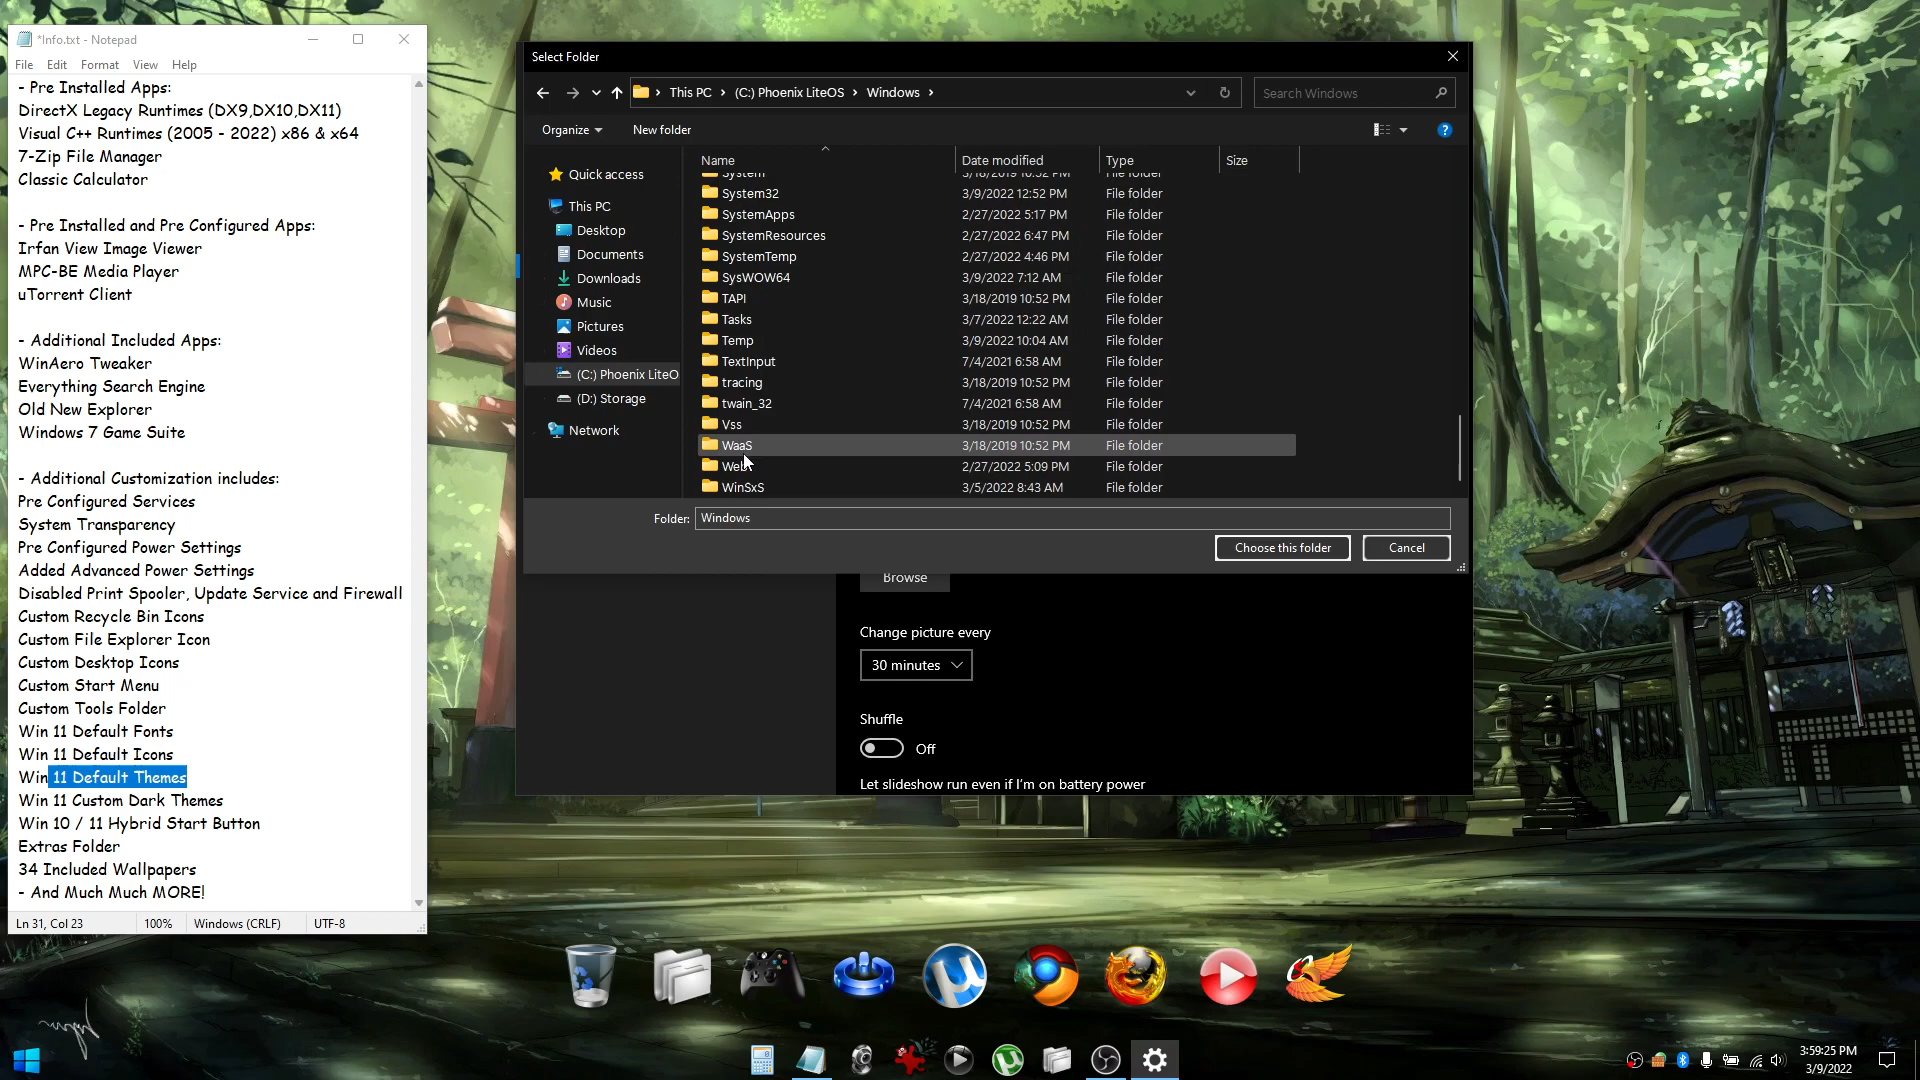 *Info.txt - Notepad
File Edit Format View Help
- Pre Installed Apps:
DirectX Legacy Runtimes (DX9,DX10,DX11)
Visual C++ Runtimes (2005 - 2022) x86 & x64
7-Zip File Manager
Classic Calculator
- Pre Installed and Pre Configured Apps:
Irfan View Image Viewer
MPC-BE Media Player
uTorrent Client
- Additional Included Apps:
WinAero Tweaker
Everything Search Engine
Old New Explorer
Windows 7 Game Suite
- Additional Customization includes:
Pre Configured Services
System Transparency
Pre Configured Power Settings
Added Advanced Power Settings
Disabled Print Spooler, Update Service and Firewall
Custom Recycle Bin Icons
Custom File Explorer Icon
Custom Desktop Icons
Custom Start Menu
Custom Tools Folder
Win 11 Default Fonts
Win 11 Default Icons
Win 11 Default Themes
Win 11 Custom Dark Themes
Win 10 / 11 Hybrid Start Button
Extras Folder
34 Included Wallpapers
- And Much Much MORE!
Ln 31, Col 23 100% Windows (CRLF) UTF-8
Select Folder
This PC > (C:) Phoenix LiteOS > Windows >
Search Windows
Organize New folder
Quick access
This PC
Desktop
Documents
Downloads
Music
Pictures
Videos
(C:) Phoenix LiteO
(D:) Storage
Network
Name Date modified Type Size
System 3/18/2019 10:52 PM File folder
System32 3/9/2022 12:52 PM File folder
SystemApps 2/27/2022 5:17 PM File folder
SystemResources 2/27/2022 6:47 PM File folder
SystemTemp 2/27/2022 4:46 PM File folder
SysWOW64 3/9/2022 7:12 AM File folder
TAPI 3/18/2019 10:52 PM File folder
Tasks 3/7/2022 12:22 AM File folder
Temp 3/9/2022 10:04 AM File folder
TextInput 7/4/2021 6:58 AM File folder
tracing 3/18/2019 10:52 PM File folder
twain_32 7/4/2021 6:58 AM File folder
Vss 3/18/2019 10:52 PM File folder
WaaS 3/18/2019 10:52 PM File folder
Web 2/27/2022 5:09 PM File folder
WinSxS 3/5/2022 8:43 AM File folder
Folder: Windows
Choose this folder Cancel
Browse
Change picture every
30 minutes
Shuffle
Off
Let slideshow run even if I'm on battery power
3:59:25 PM
3/9/2022